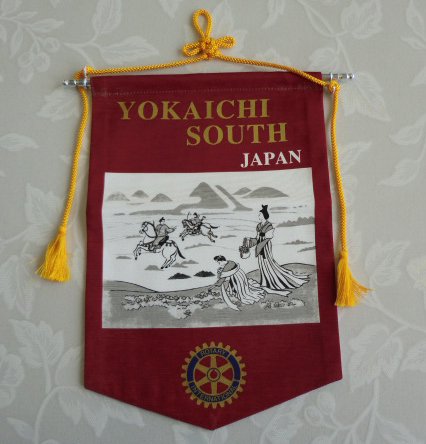 YOKAICHI
SOUTH
JAPAN
ROTARY
INTERNATIONAL